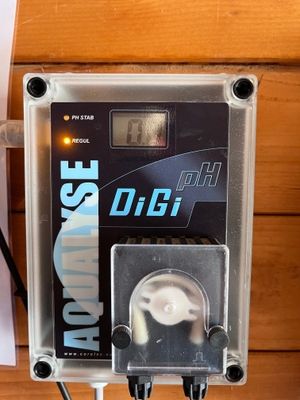 PH STAB
REGUL
AQUALYSE
pH
DiGi